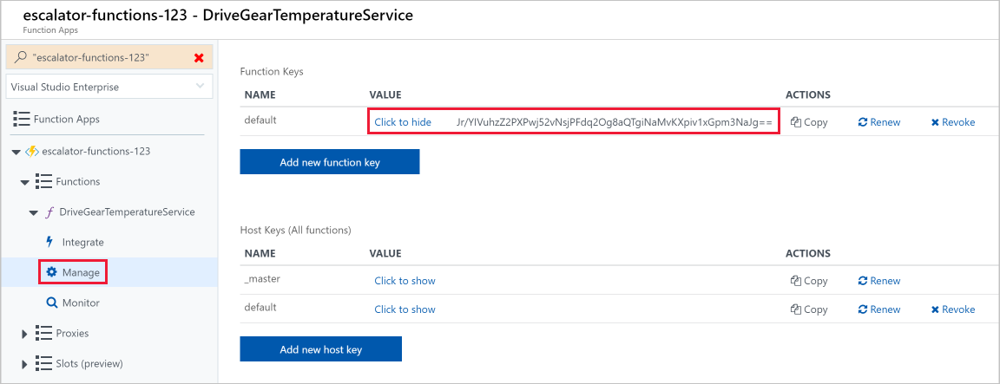 escalator-functions-123 - DriveGearTemperatureService
Function Apps
"escalator-functions-123"
Visual Studio Enterprise
Function Apps
escalator-functions-123
Functions
DriveGearTemperatureService
Integrate
Manage
Monitor
Proxies
Slots (preview)
Function Keys
NAME VALUE ACTIONS
default Click to hide Jr/YIVuhzZ2PXPwj52vNsjPFdq2Og8aQTgiNaMvKXpiv1xGpm3NaJg== Copy Renew Revoke
Add new function key
Host Keys (All functions)
NAME VALUE ACTIONS
_master Click to show Copy Renew
default Click to show Copy Renew Revoke
Add new host key